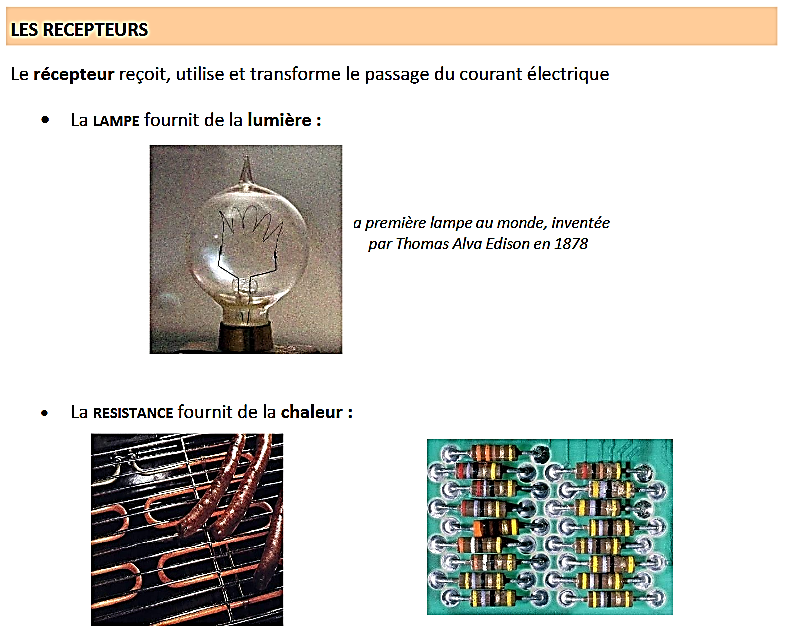 LES RECEPTEURS
Le récepteur reçoit, utilise et transforme le passage du courant électrique
• La LAMPE fournit de la lumière :
a première lampe au monde, inventée
par Thomas Alva Edison en 1878
• La RESISTANCE fournit de la chaleur :